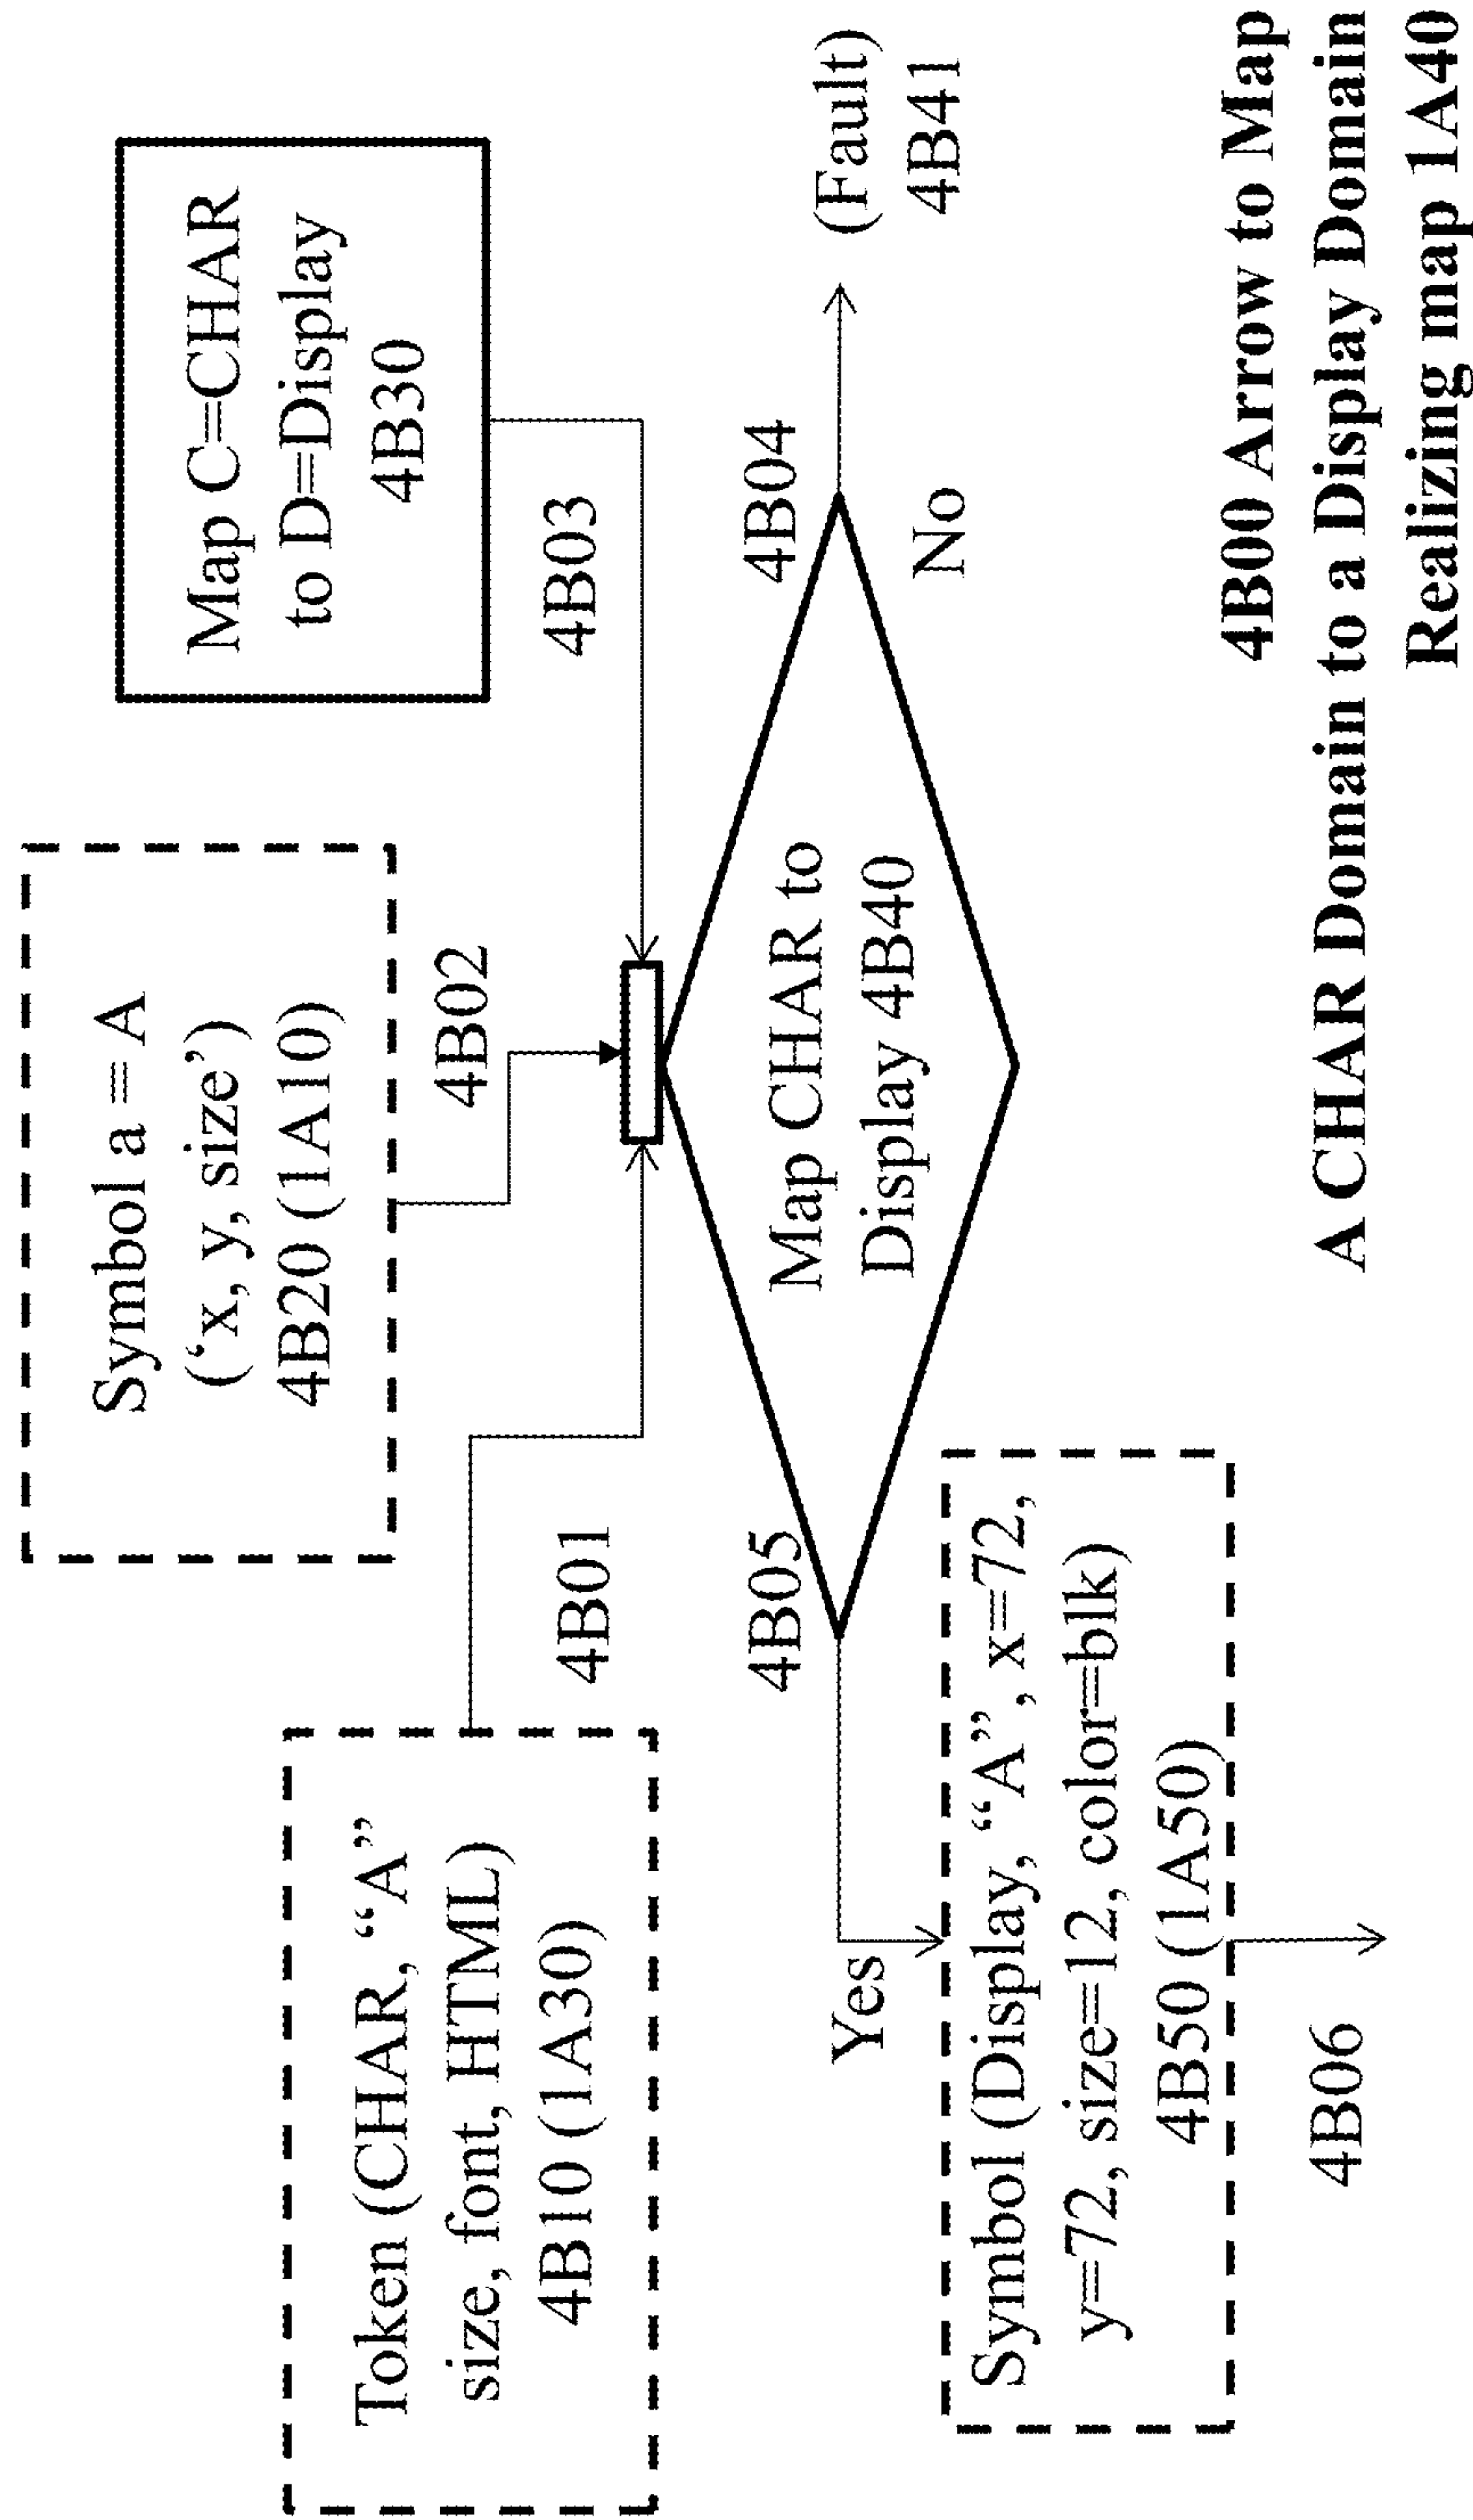 Symbol a = A
(‘x, y, size’)
4B20 (1A10)
Map C=CHAR
to D=Display
4B30
Token (CHAR, “A”
size, font, HTML)
4B10 (1A30)
4B02
4B03
4B01
4B05
Map CHAR to
Display 4B40
4B04
(Fault)
4B41
Yes
No
Symbol (Display, “A”, x=72,
y=72, size=12, color=blk)
4B50 (1A50)
4B06
4B00 Arrow to Map
A CHAR Domain to a Display Domain
Realizing map 1A40